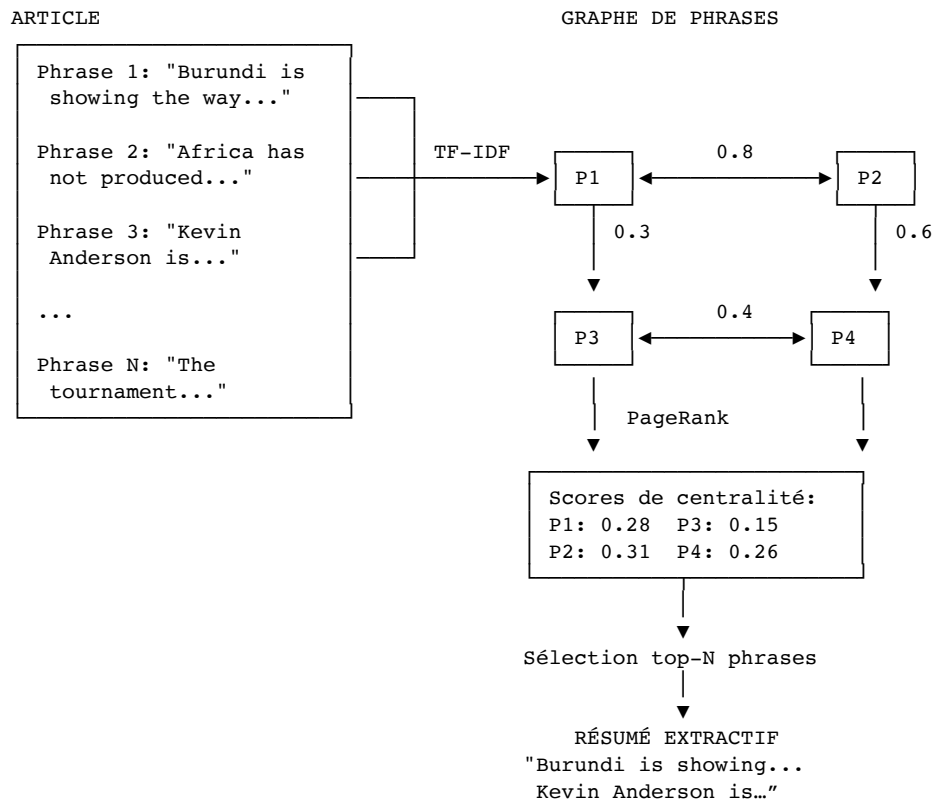 ARTICLE
GRAPHE DE PHRASES
Phrase 1: "Burundi is
showing the way..."
Phrase 2: "Africa has
not produced..."
Phrase 3: "Kevin
Anderson is..."
...
Phrase N: "The
tournament..."
TF-IDF
P1
0.8
P2
0.3
0.6
P3
0.4
P4
PageRank
Scores de centralité:
P1: 0.28 P3: 0.15
P2: 0.31 P4: 0.26
Sélection top-N phrases
RÉSUMÉ EXTRACTIF
"Burundi is showing...
Kevin Anderson is…”